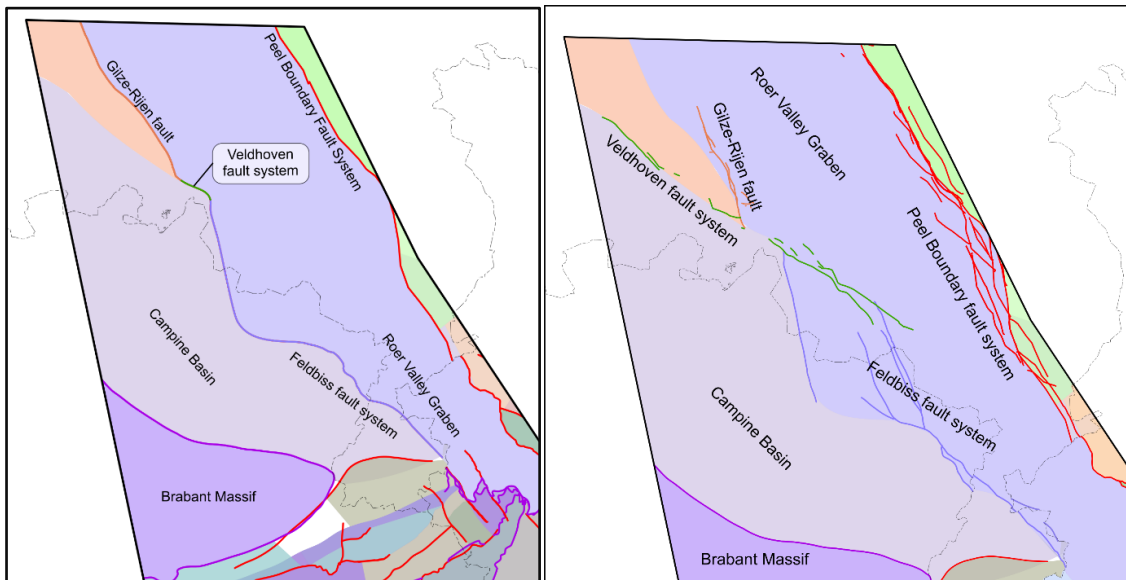 Gilze-Rijen fault
Peel Boundary Fault System
Veldhoven
fault system
Campine Basin
Feldbiss fault system
Roer Valley Graben
Brabant Massif
Roer Valley Graben
Gilze-Rijen fault
Veldhoven fault system
Peel Boundary fault system
Feldbiss fault system
Campine Basin
Brabant Massif